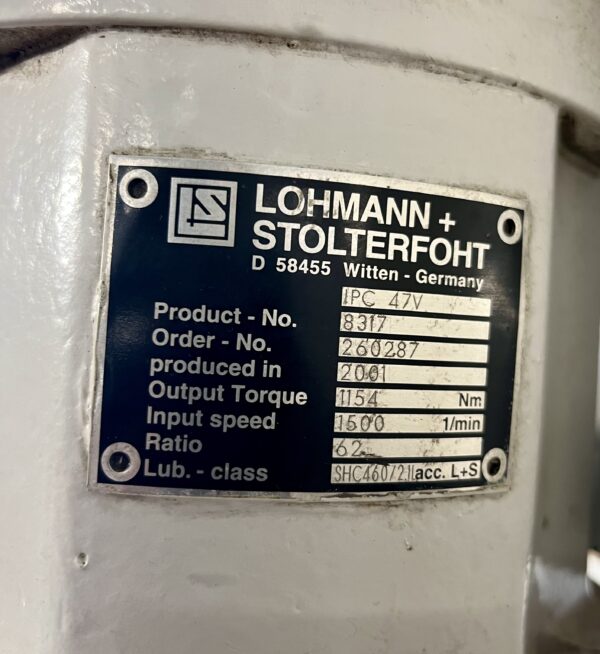 LS
LOHMANN +
STOLTERFOHT
D 58455 Witten - Germany
IPC 47V
Product - No. 8317
Order - No. 260287
produced in 2001
Output Torque 1154 Nm
Input speed 1500 1/min
Ratio 62
Lub. - class SHC460/2.1l acc. L+S